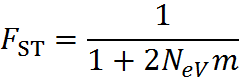 F_ST = 1 / (1 + 2N_eV m)